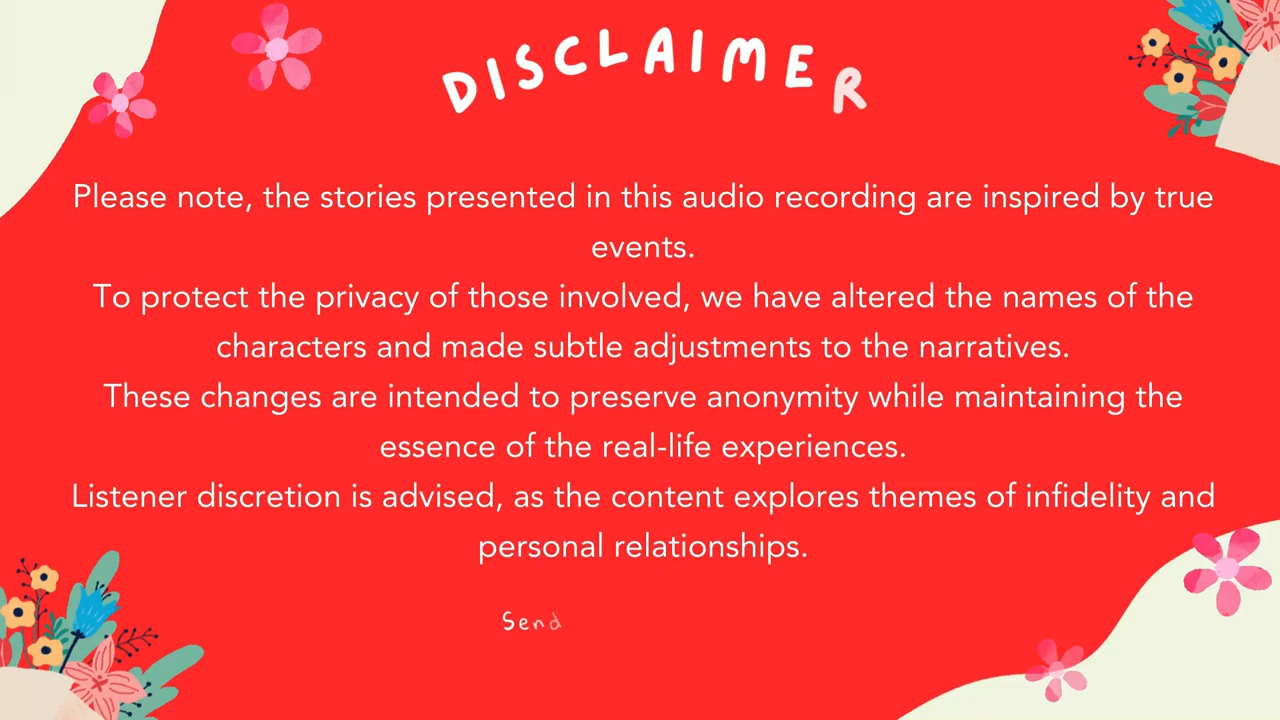 DISCLAIMER
Please note, the stories presented in this audio recording are inspired by true
events.
To protect the privacy of those involved, we have altered the names of the
characters and made subtle adjustments to the narratives.
These changes are intended to preserve anonymity while maintaining the
essence of the real-life experiences.
Listener discretion is advised, as the content explores themes of infidelity and
personal relationships.
Send